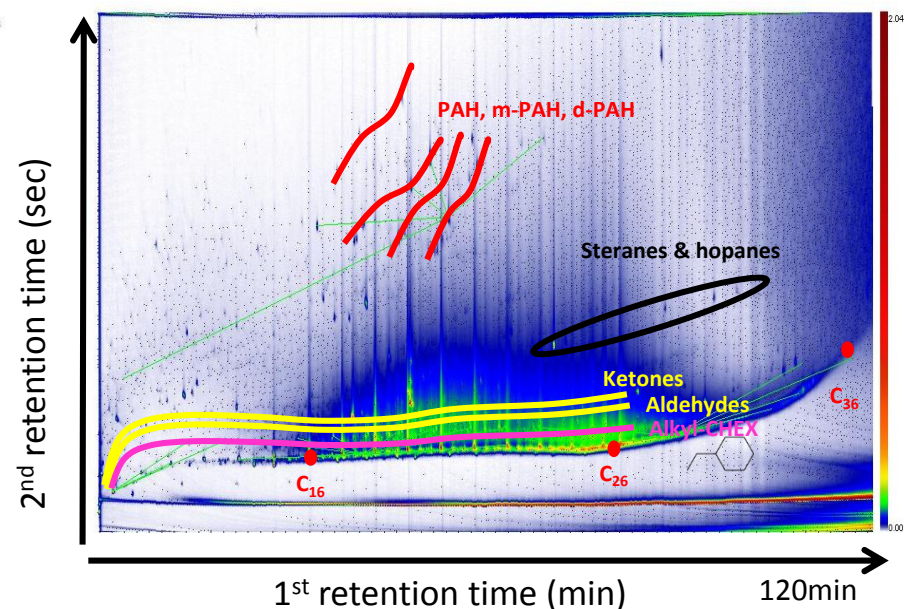 2.04
PAH, m-PAH, d-PAH
Steranes & hopanes
Ketones
Aldehydes
Alkyl CHEX
C36
C16
C26
0.00
2nd retention time (sec)
1st retention time (min)
120min